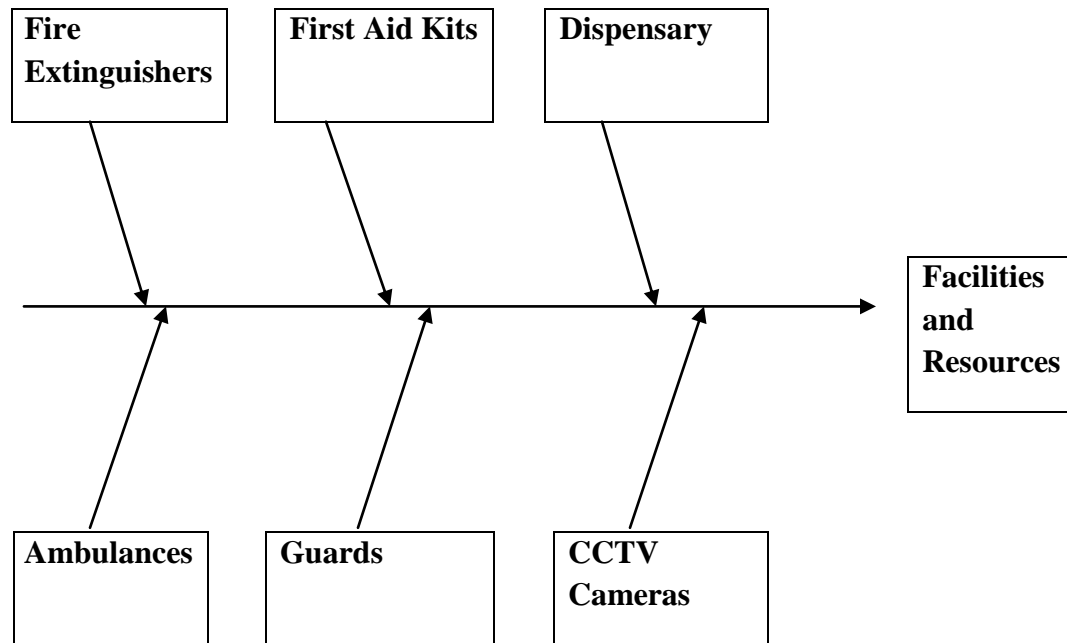 Fire
Extinguishers
First Aid Kits
Dispensary
Facilities
and
Resources
Ambulances
Guards
CCTV
Cameras